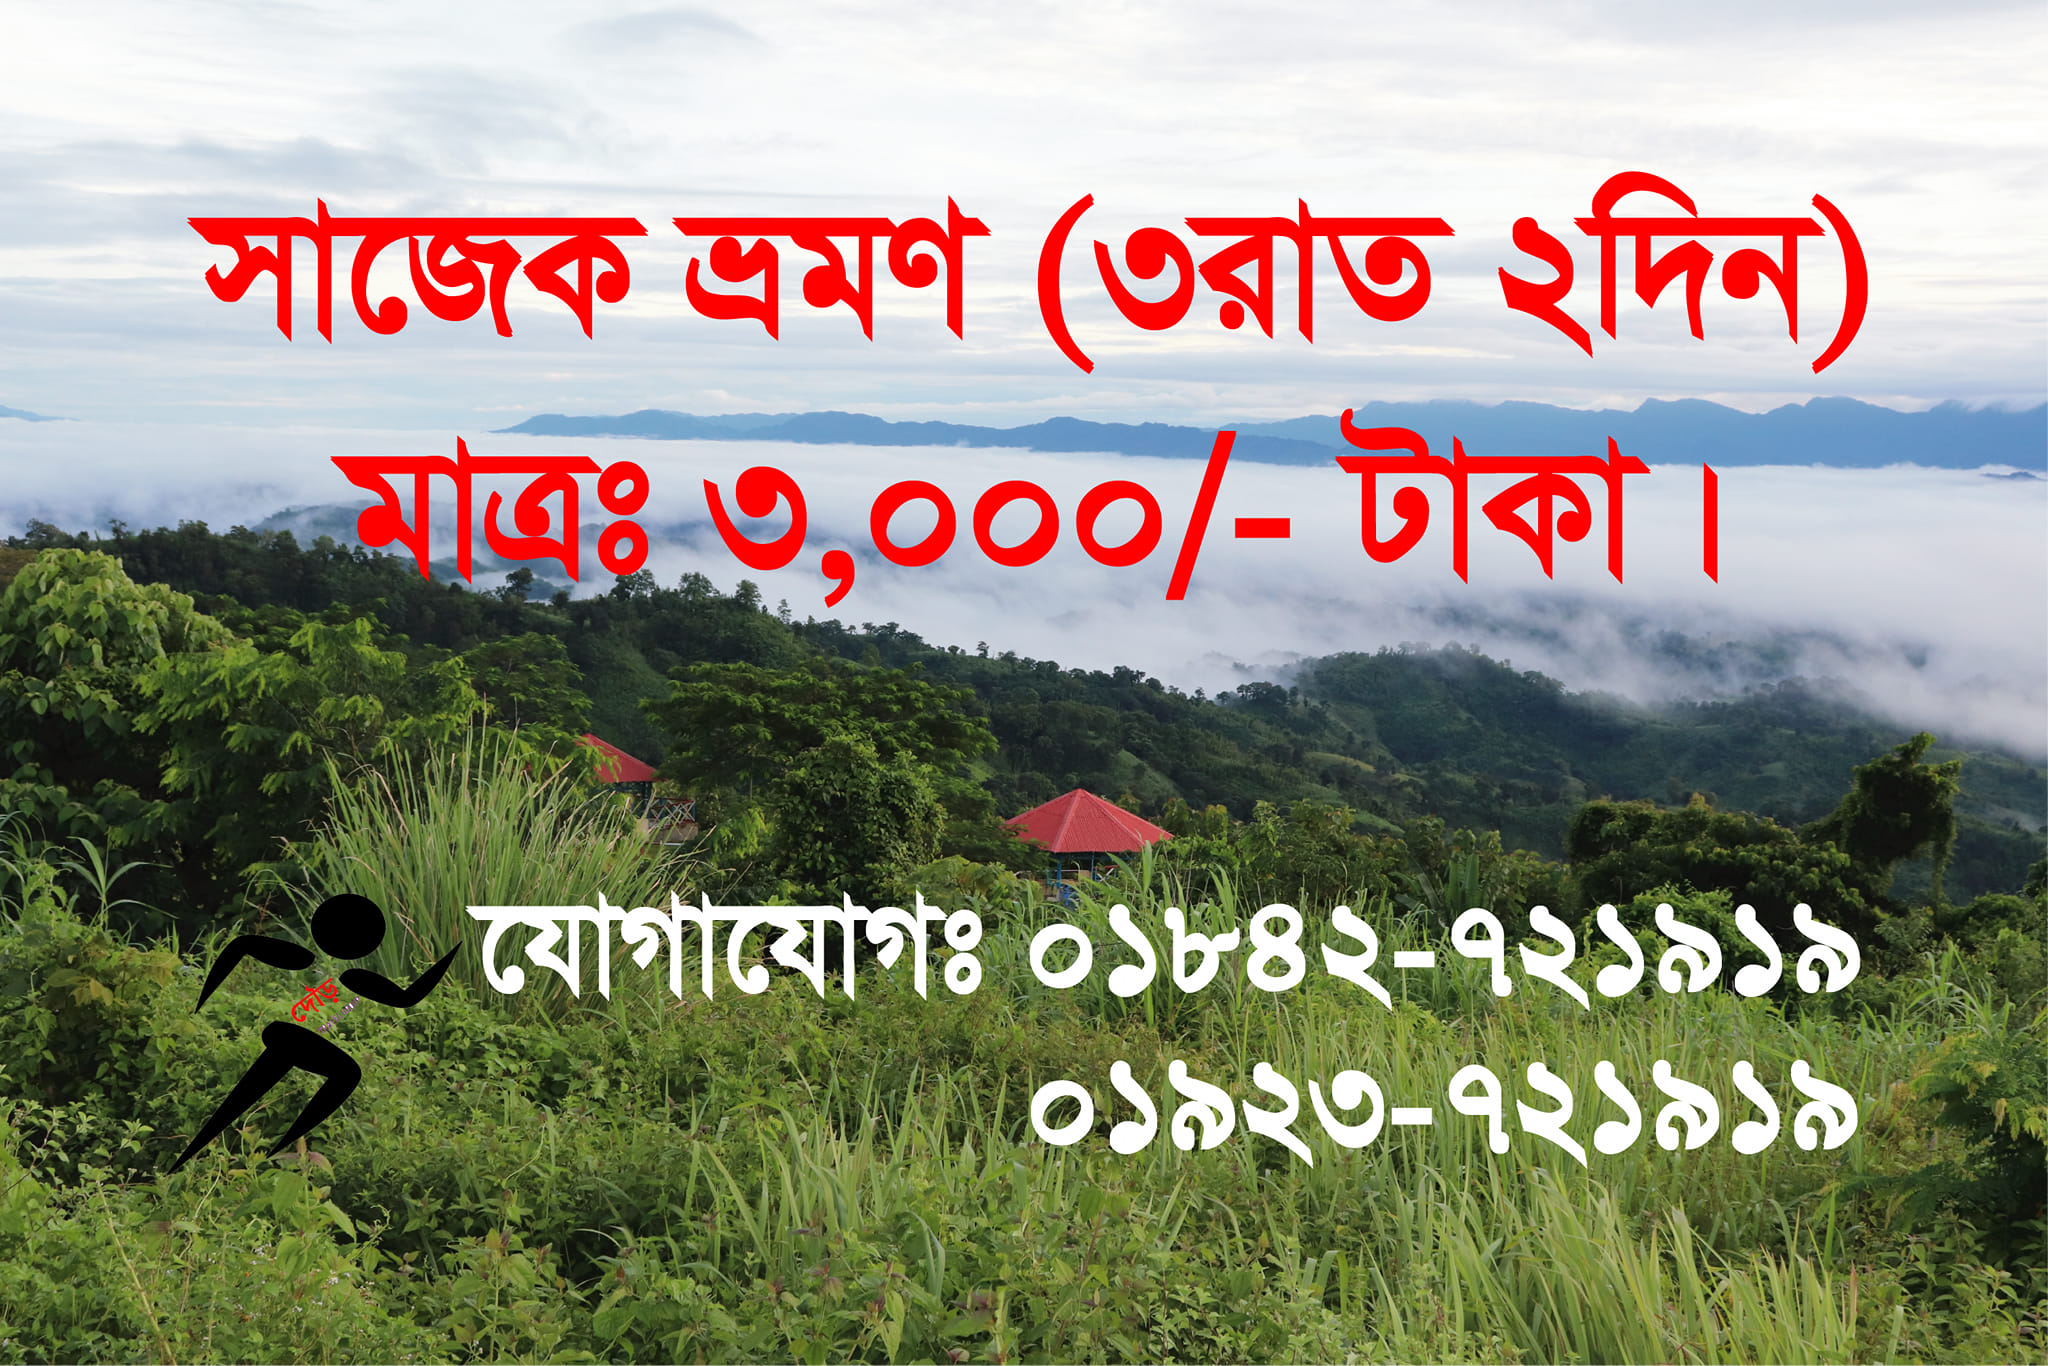 সাজেক ভ্রমণ (৩রাত ২দিন)
মাত্রঃ ৩,০০০/- টাকা।
যোগাযোগঃ ০১৮৪২-৭২১৯১৯
০১৯২৩-৭২১৯১৯
দৌড়